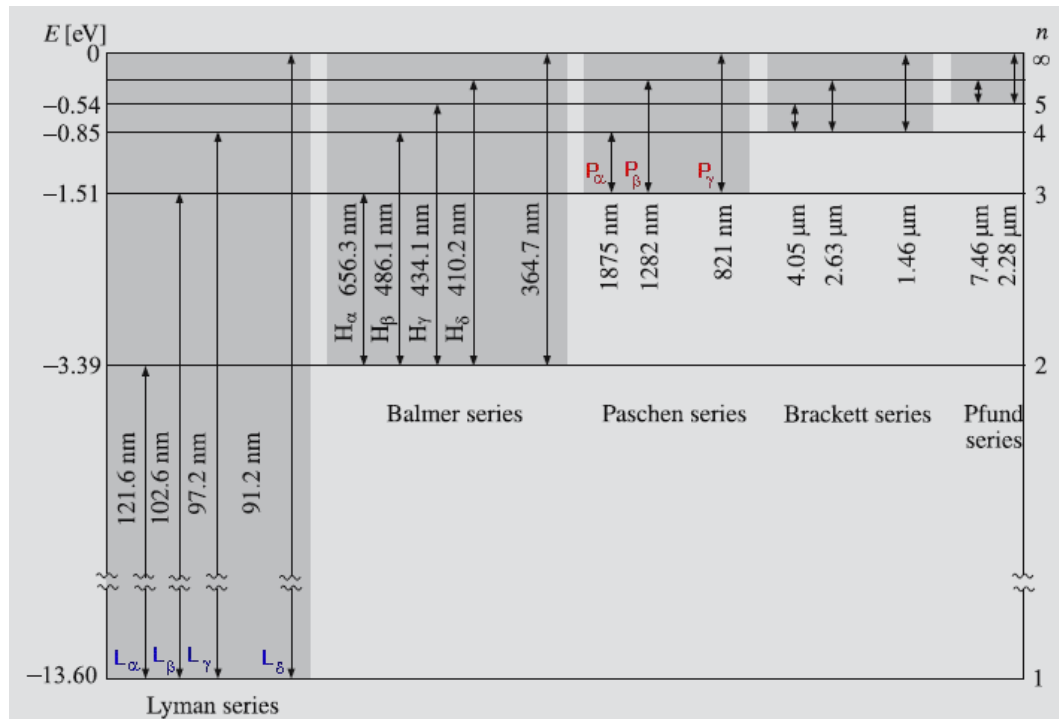 E [eV]
n
0
∞
−0.54
5
−0.85
4
−1.51
3
−3.39
2
−13.60
1
121.6 nm
102.6 nm
97.2 nm
91.2 nm
Lα
Lβ
Lγ
Lδ
Lyman series
Hα 656.3 nm
Hβ 486.1 nm
Hγ 434.1 nm
Hδ 410.2 nm
364.7 nm
Balmer series
Pα
Pβ
Pγ
1875 nm
1282 nm
821 nm
Paschen series
4.05 μm
2.63 μm
1.46 μm
Brackett series
7.46 μm
2.28 μm
Pfund
series